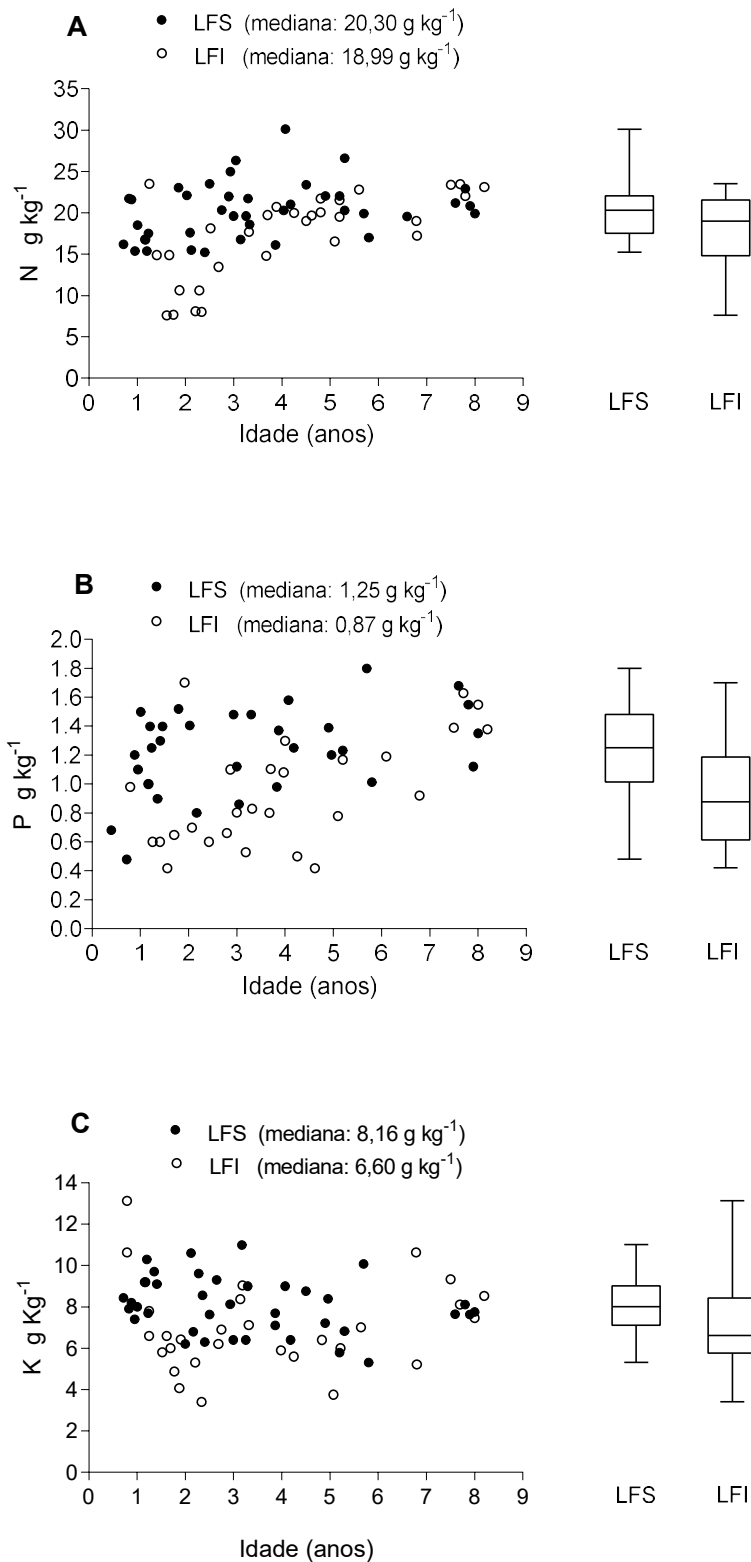 A
LFS (mediana: 20,30 g kg-1)
LFI (mediana: 18,99 g kg-1)
35
30
25
20
15
10
5
0
N g kg-1
0 1 2 3 4 5 6 7 8 9
Idade (anos)
LFS LFI
B
LFS (mediana: 1,25 g kg-1)
LFI (mediana: 0,87 g kg-1)
2.0
1.8
1.6
1.4
1.2
1.0
0.8
0.6
0.4
0.2
0.0
P g kg-1
0 1 2 3 4 5 6 7 8 9
Idade (anos)
LFS LFI
C
LFS (mediana: 8,16 g kg-1)
LFI (mediana: 6,60 g kg-1)
14
12
10
8
6
4
2
0
K g Kg-1
0 1 2 3 4 5 6 7 8 9
Idade (anos)
LFS LFI